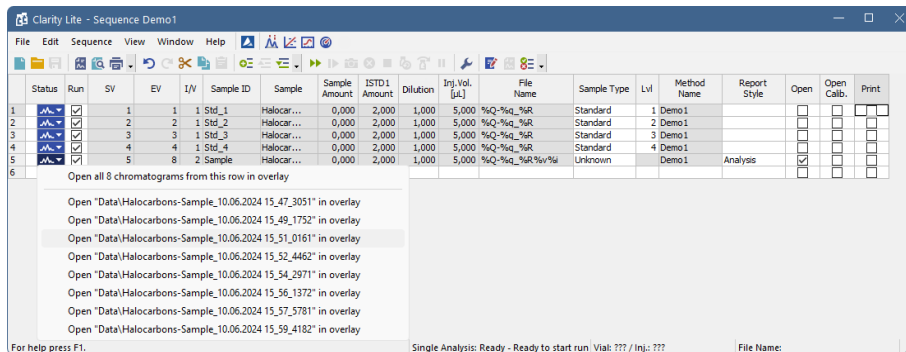 Clarity Lite - Sequence Demo1
File Edit Sequence View Window Help
Status Run SV EV I/V Sample ID Sample Sample Amount ISTD1 Amount Dilution Inj.Vol. [µL] File Name Sample Type Lvl Method Name Report Style Open Open Calib. Print
1 1 1 1 Std_1 Halocar... 0,000 2,000 1,000 5,000 %Q-%q_%R Standard 1 Demo1
2 2 2 1 Std_2 Halocar... 0,000 2,000 1,000 5,000 %Q-%q_%R Standard 2 Demo1
3 3 3 1 Std_3 Halocar... 0,000 2,000 1,000 5,000 %Q-%q_%R Standard 3 Demo1
4 4 4 1 Std_4 Halocar... 0,000 2,000 1,000 5,000 %Q-%q_%R Standard 4 Demo1
5 5 8 2 Sample Halocar... 0,000 2,000 1,000 5,000 %Q-%q_%R%v%i Unknown Demo1 Analysis
6
Open all 8 chromatograms from this row in overlay
Open "Data\Halocarbons-Sample_10.06.2024 15_47_3051" in overlay
Open "Data\Halocarbons-Sample_10.06.2024 15_49_1752" in overlay
Open "Data\Halocarbons-Sample_10.06.2024 15_51_0161" in overlay
Open "Data\Halocarbons-Sample_10.06.2024 15_52_4462" in overlay
Open "Data\Halocarbons-Sample_10.06.2024 15_54_2971" in overlay
Open "Data\Halocarbons-Sample_10.06.2024 15_56_1372" in overlay
Open "Data\Halocarbons-Sample_10.06.2024 15_57_5781" in overlay
Open "Data\Halocarbons-Sample_10.06.2024 15_59_4182" in overlay
For help press F1. Single Analysis: Ready - Ready to start run Vial: ??? / Inj.: ??? File Name: